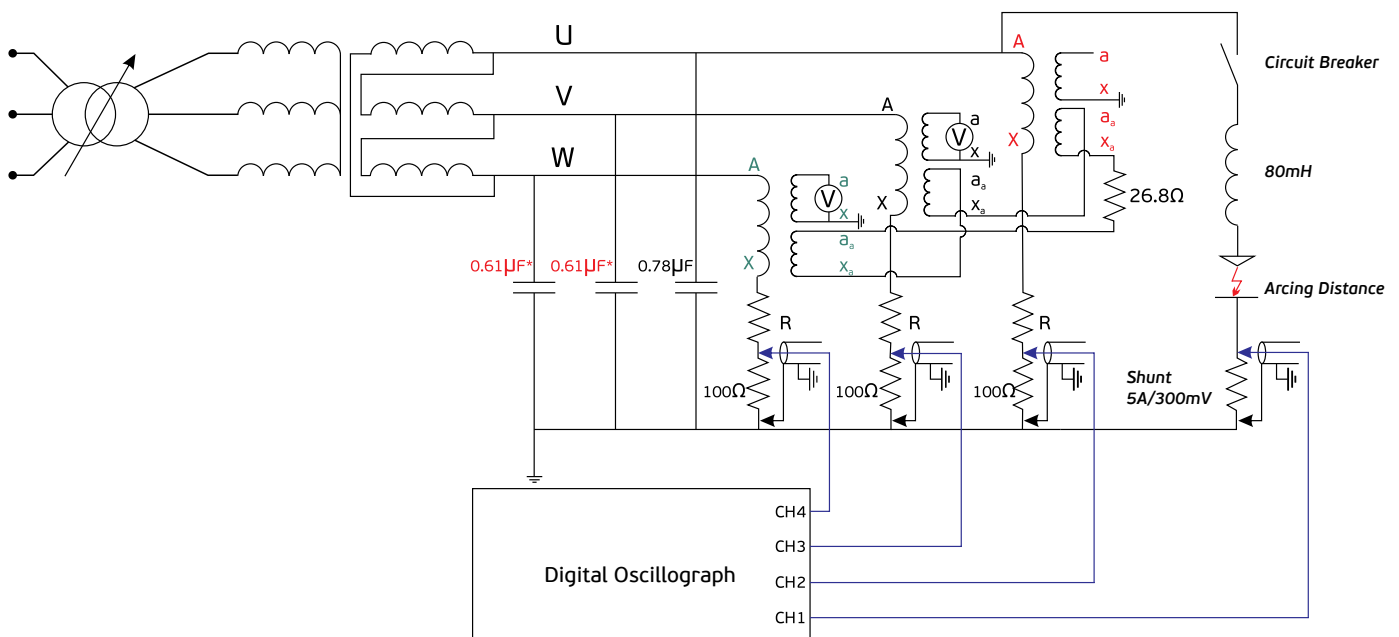 U
V
W
A
X
a
x
aₐ
xₐ
A
X
a
x
aₐ
xₐ
A
X
a
x
aₐ
xₐ
V
V
26.8Ω
Circuit Breaker
80mH
Arcing Distance
0.61µF*
0.61µF*
0.78µF
R
R
R
100Ω
100Ω
100Ω
Shunt
5A/300mV
CH4
CH3
CH2
CH1
Digital Oscillograph